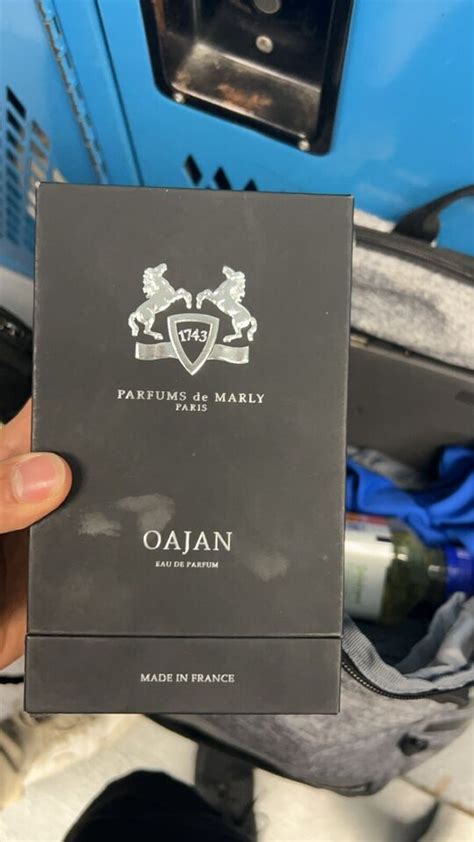 1743
PARFUMS de MARLY
PARIS
OAJAN
EAU DE PARFUM
MADE IN FRANCE